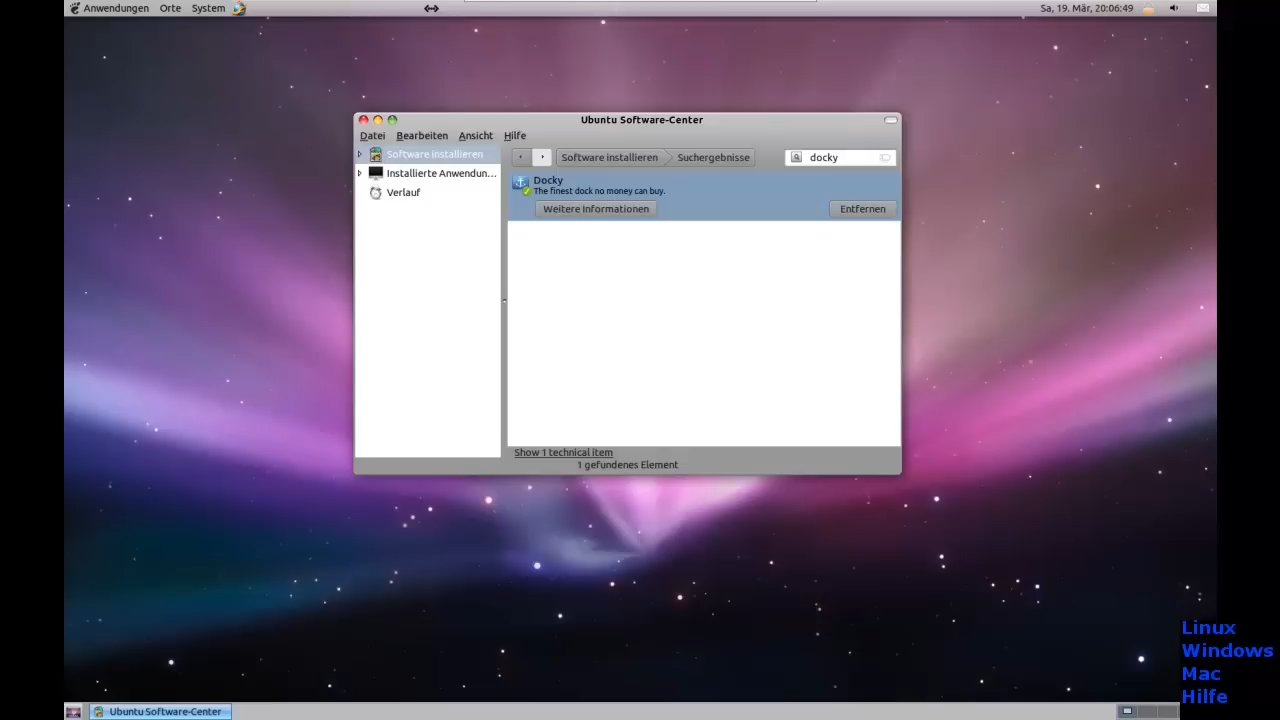 Anwendungen Orte System
Sa, 19. Mär, 20:06:49
Ubuntu Software-Center
Datei Bearbeiten Ansicht Hilfe
Software installieren
Installierte Anwendun...
Verlauf
Software installieren Suchergebnisse
docky
Docky
The finest dock no money can buy.
Weitere Informationen
Entfernen
Show 1 technical item
1 gefundenes Element
Linux
Windows
Mac
Hilfe
Ubuntu Software-Center